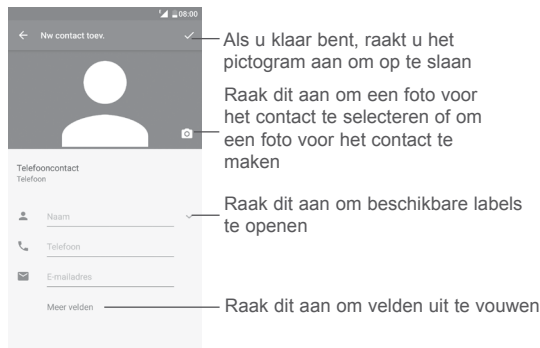 08:00
Nw contact toev.
Als u klaar bent, raakt u het
pictogram aan om op te slaan
Raak dit aan om een foto voor
het contact te selecteren of om
een foto voor het contact te
maken
Telefooncontact
Telefoon
Naam
Raak dit aan om beschikbare labels
te openen
Telefoon
E-mailadres
Meer velden
Raak dit aan om velden uit te vouwen